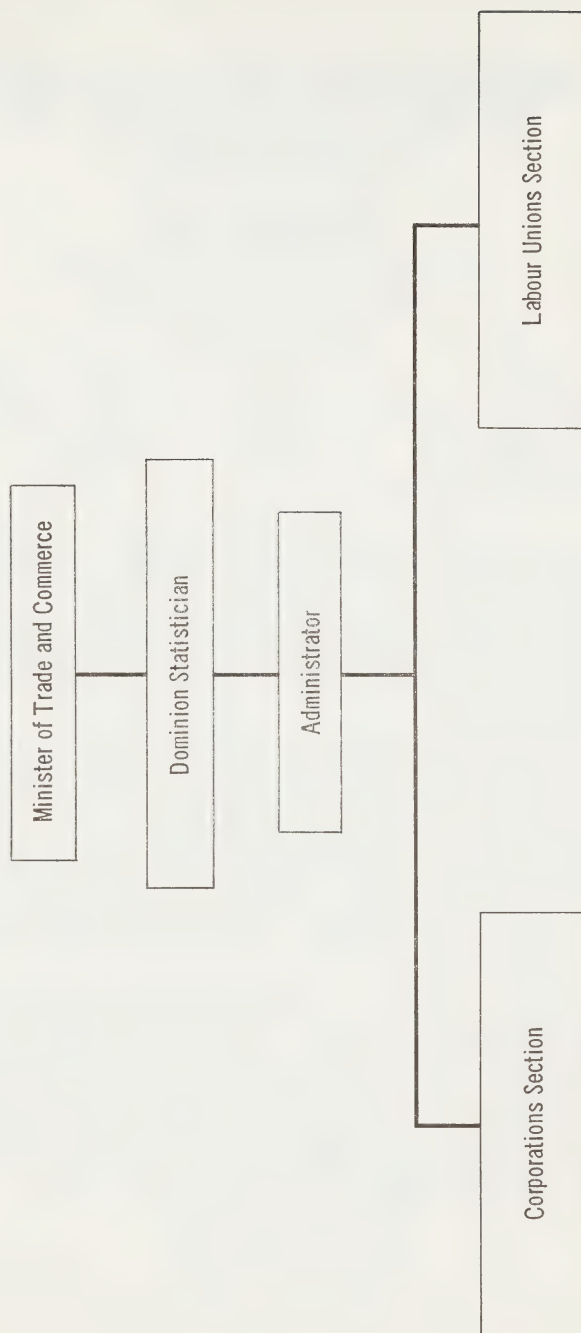 Minister of Trade and Commerce
Dominion Statistician
Administrator
Corporations Section
Labour Unions Section